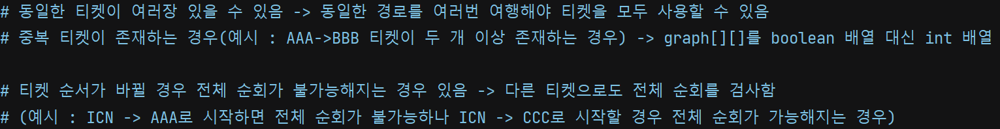 # 동일한 티켓이 여러장 있을 수 있음 -> 동일한 경로를 여러번 여행해야 티켓을 모두 사용할 수 있음
# 중복 티켓이 존재하는 경우(예시 : AAA->BBB 티켓이 두 개 이상 존재하는 경우) -> graph[][]를 boolean 배열 대신 int 배열
# 티켓 순서가 바뀔 경우 전체 순회가 불가능해지는 경우 있음 -> 다른 티켓으로도 전체 순회를 검사함
# (예시 : ICN -> AAA로 시작하면 전체 순회가 불가능하나 ICN -> CCC로 시작할 경우 전체 순회가 가능해지는 경우)